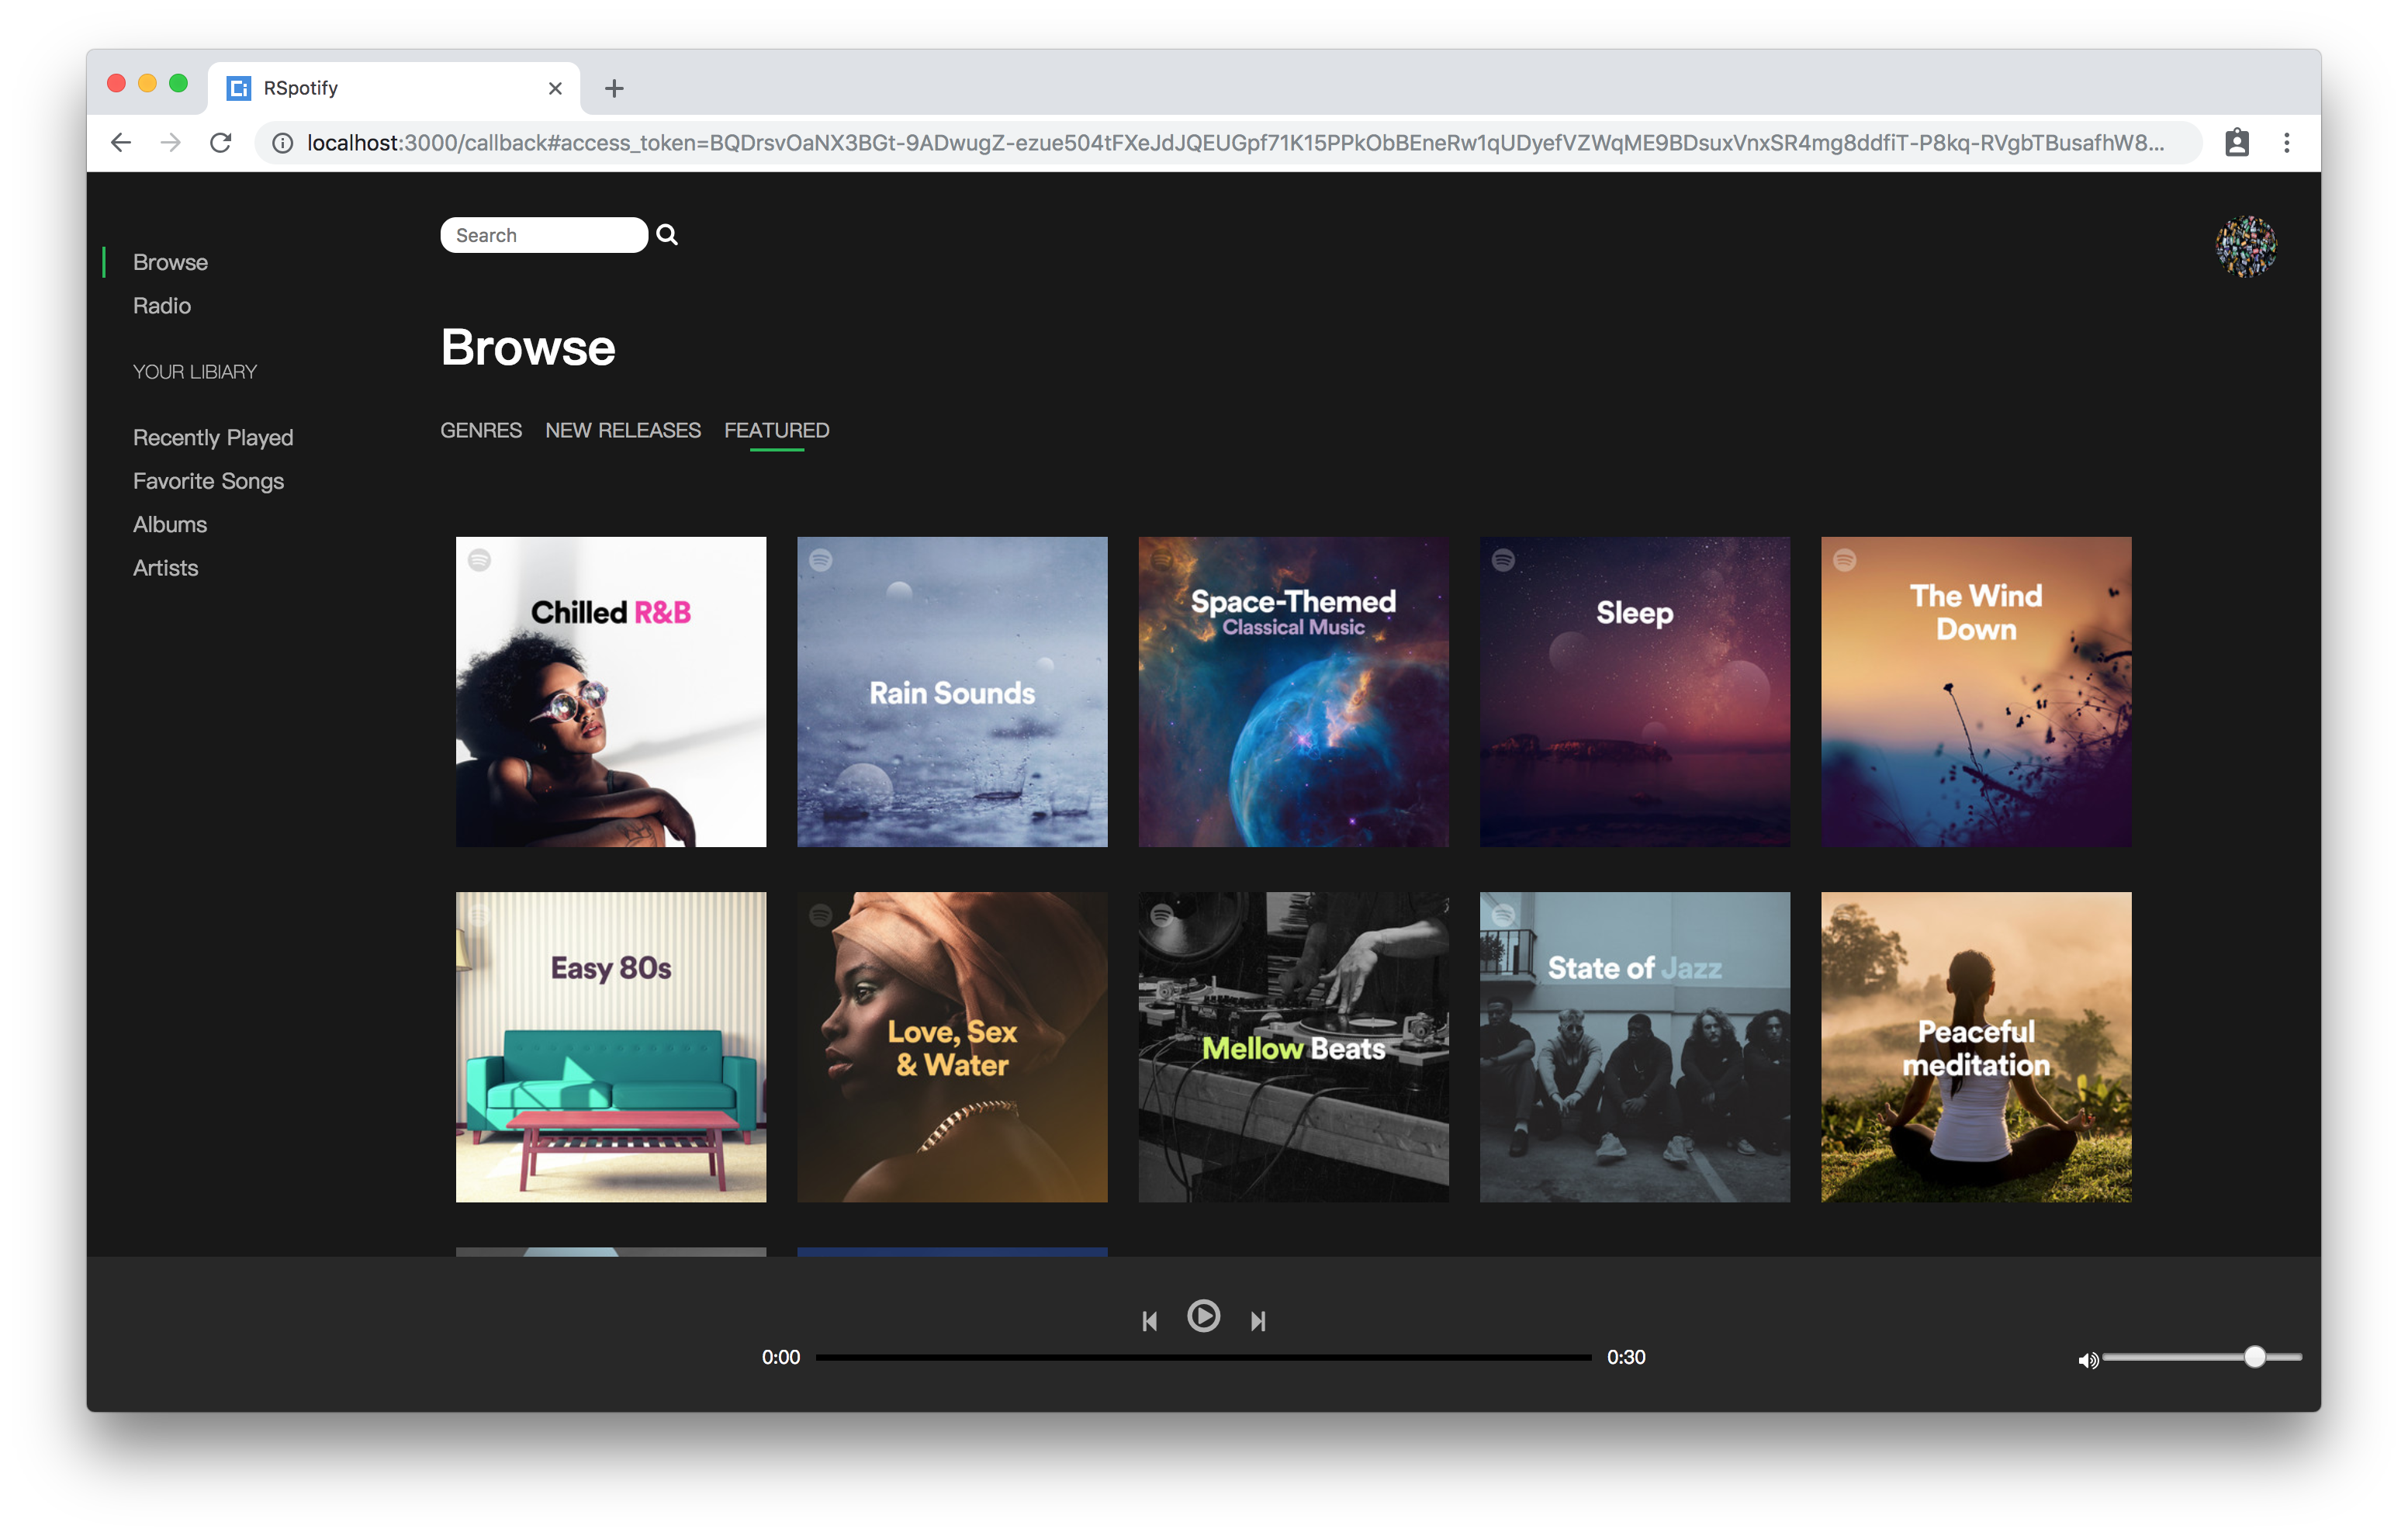 RSpotify
localhost:3000/callback#access_token=BQDrsvOaNX3BGt-9ADwugZ-ezue504tFXeJdJQEUGpf71K15PPkObBEneRw1qUDyefVZWqME9BDsuxVnxSR4mg8ddfiT-P8kq-RVgbTBusafhW8...
Search
Browse
Radio
YOUR LIBIARY
Recently Played
Favorite Songs
Albums
Artists
Browse
GENRES NEW RELEASES FEATURED
Chilled R&B
Rain Sounds
Space-Themed
Classical Music
Sleep
The Wind
Down
Easy 80s
Love, Sex
& Water
Mellow Beats
State of Jazz
Peaceful
meditation
0:00
0:30